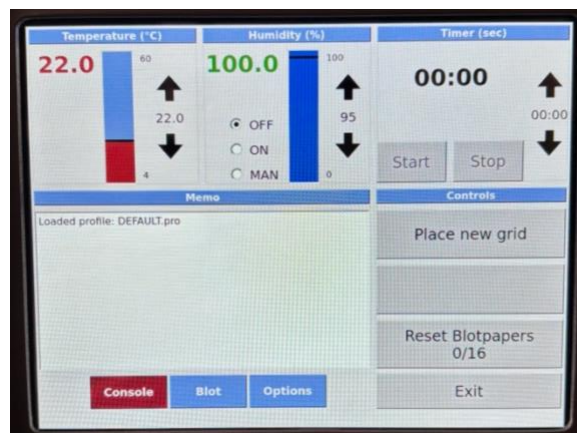 Temperature (°C)
22.0
60
22.0
4
Humidity (%)
100.0
100
OFF
95
ON
MAN
0
Timer (sec)
00:00
00:00
Start
Stop
Memo
Loaded profile: DEFAULT.pro
Console
Blot
Options
Controls
Place new grid
Reset Blotpapers
0/16
Exit